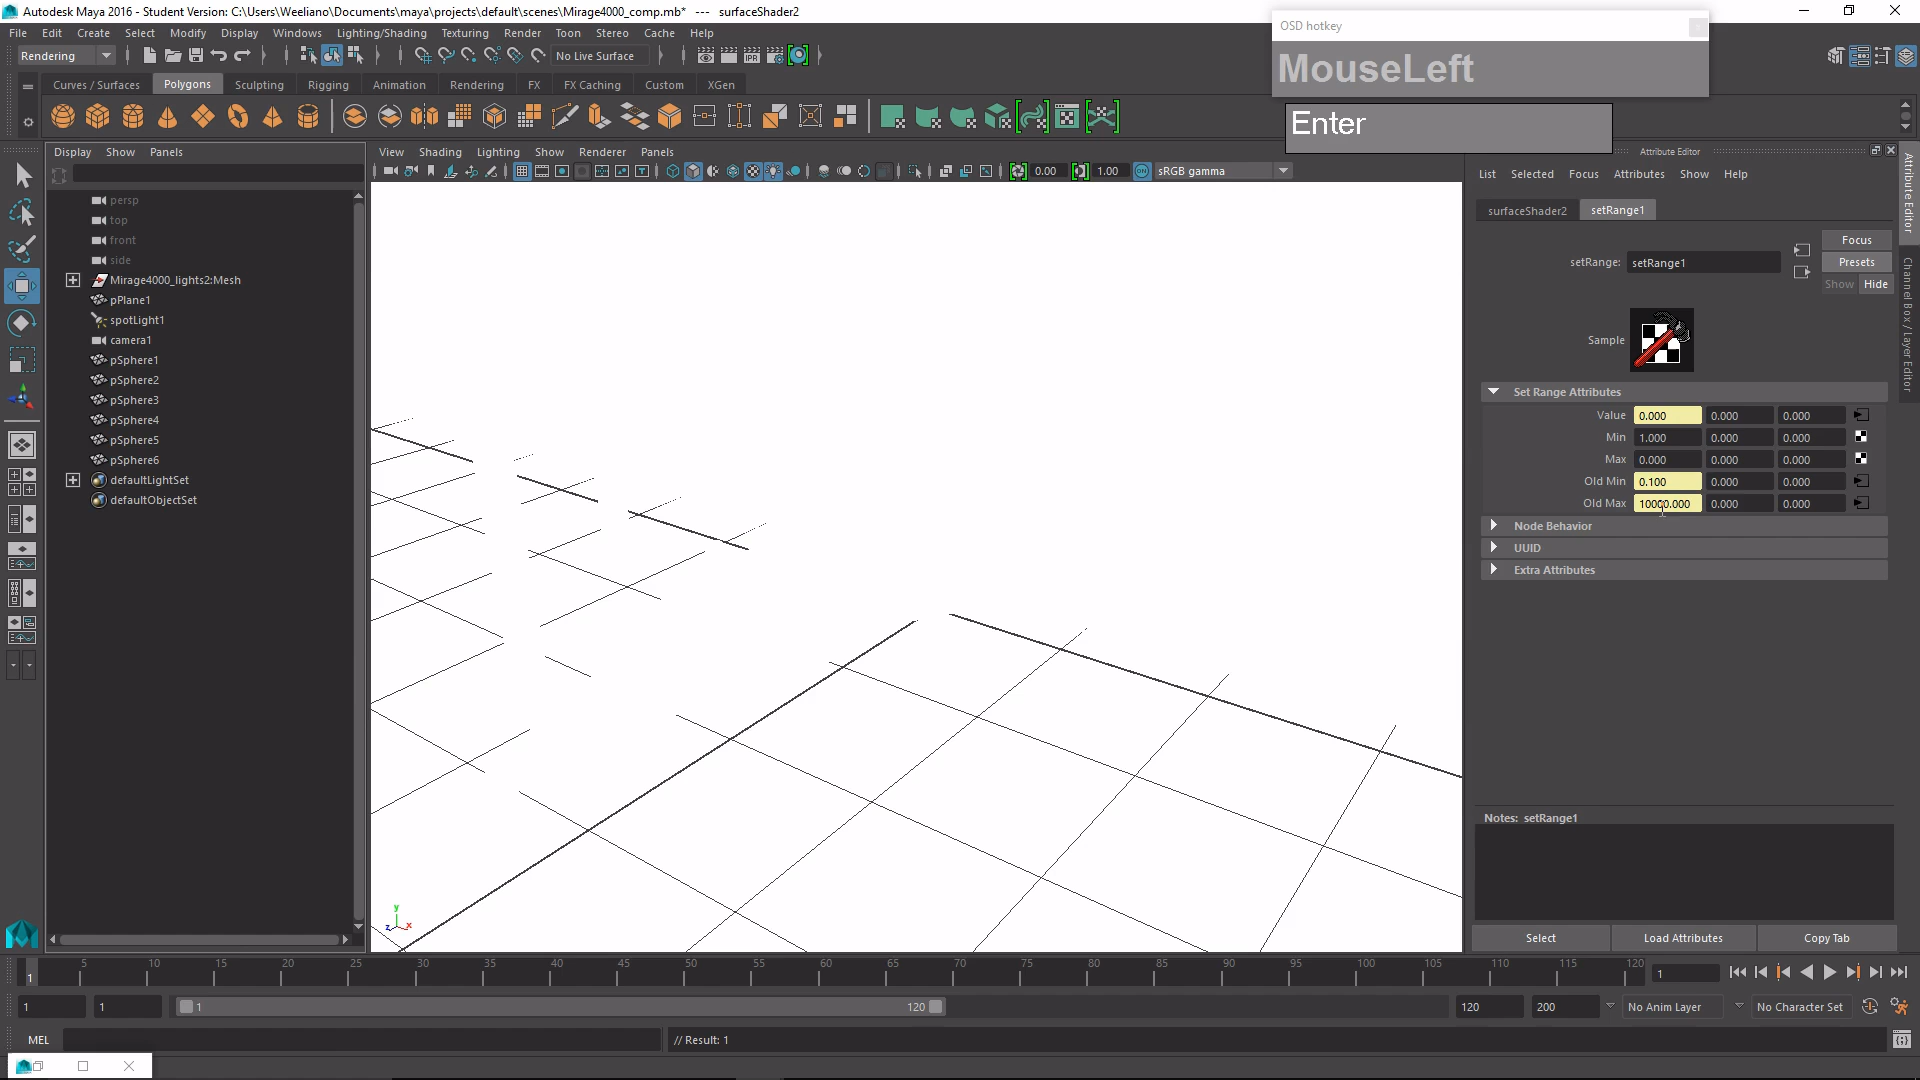 Autodesk Maya 2016 - Student Version: C:\Users\Weeliano\Documents\maya\projects\default\scenes\Mirage4000_comp.mb* --- surfaceShader2
OSD hotkey
MouseLeft
Enter
File Edit Create Select Modify Display Windows Lighting/Shading Texturing Render Toon Stereo Cache Help
Rendering
No Live Surface
IPR
Curves / Surfaces Polygons Sculpting Rigging Animation Rendering FX FX Caching Custom XGen
Display Show Panels
View Shading Lighting Show Renderer Panels
0.00 1.00 sRGB gamma
Attribute Editor
List Selected Focus Attributes Show Help
Attribute Editor
Channel Box / Layer Editor
persp
top
front
side
Mirage4000_lights2:Mesh
pPlane1
spotLight1
camera1
pSphere1
pSphere2
pSphere3
pSphere4
pSphere5
pSphere6
defaultLightSet
defaultObjectSet
y
z x
surfaceShader2 setRange1
Focus
setRange: setRange1
Presets
Show Hide
Sample
Set Range Attributes
Value 0.000 0.000 0.000
Min 1.000 0.000 0.000
Max 0.000 0.000 0.000
Old Min 0.100 0.000 0.000
Old Max 10000.000 0.000 0.000
Node Behavior
UUID
Extra Attributes
Notes: setRange1
Select Load Attributes Copy Tab
1 5 10 15 20 25 30 35 40 45 50 55 60 65 70 75 80 85 90 95 100 105 110 115 120 1
1 1 1 120 120 200 No Anim Layer No Character Set
MEL // Result: 1